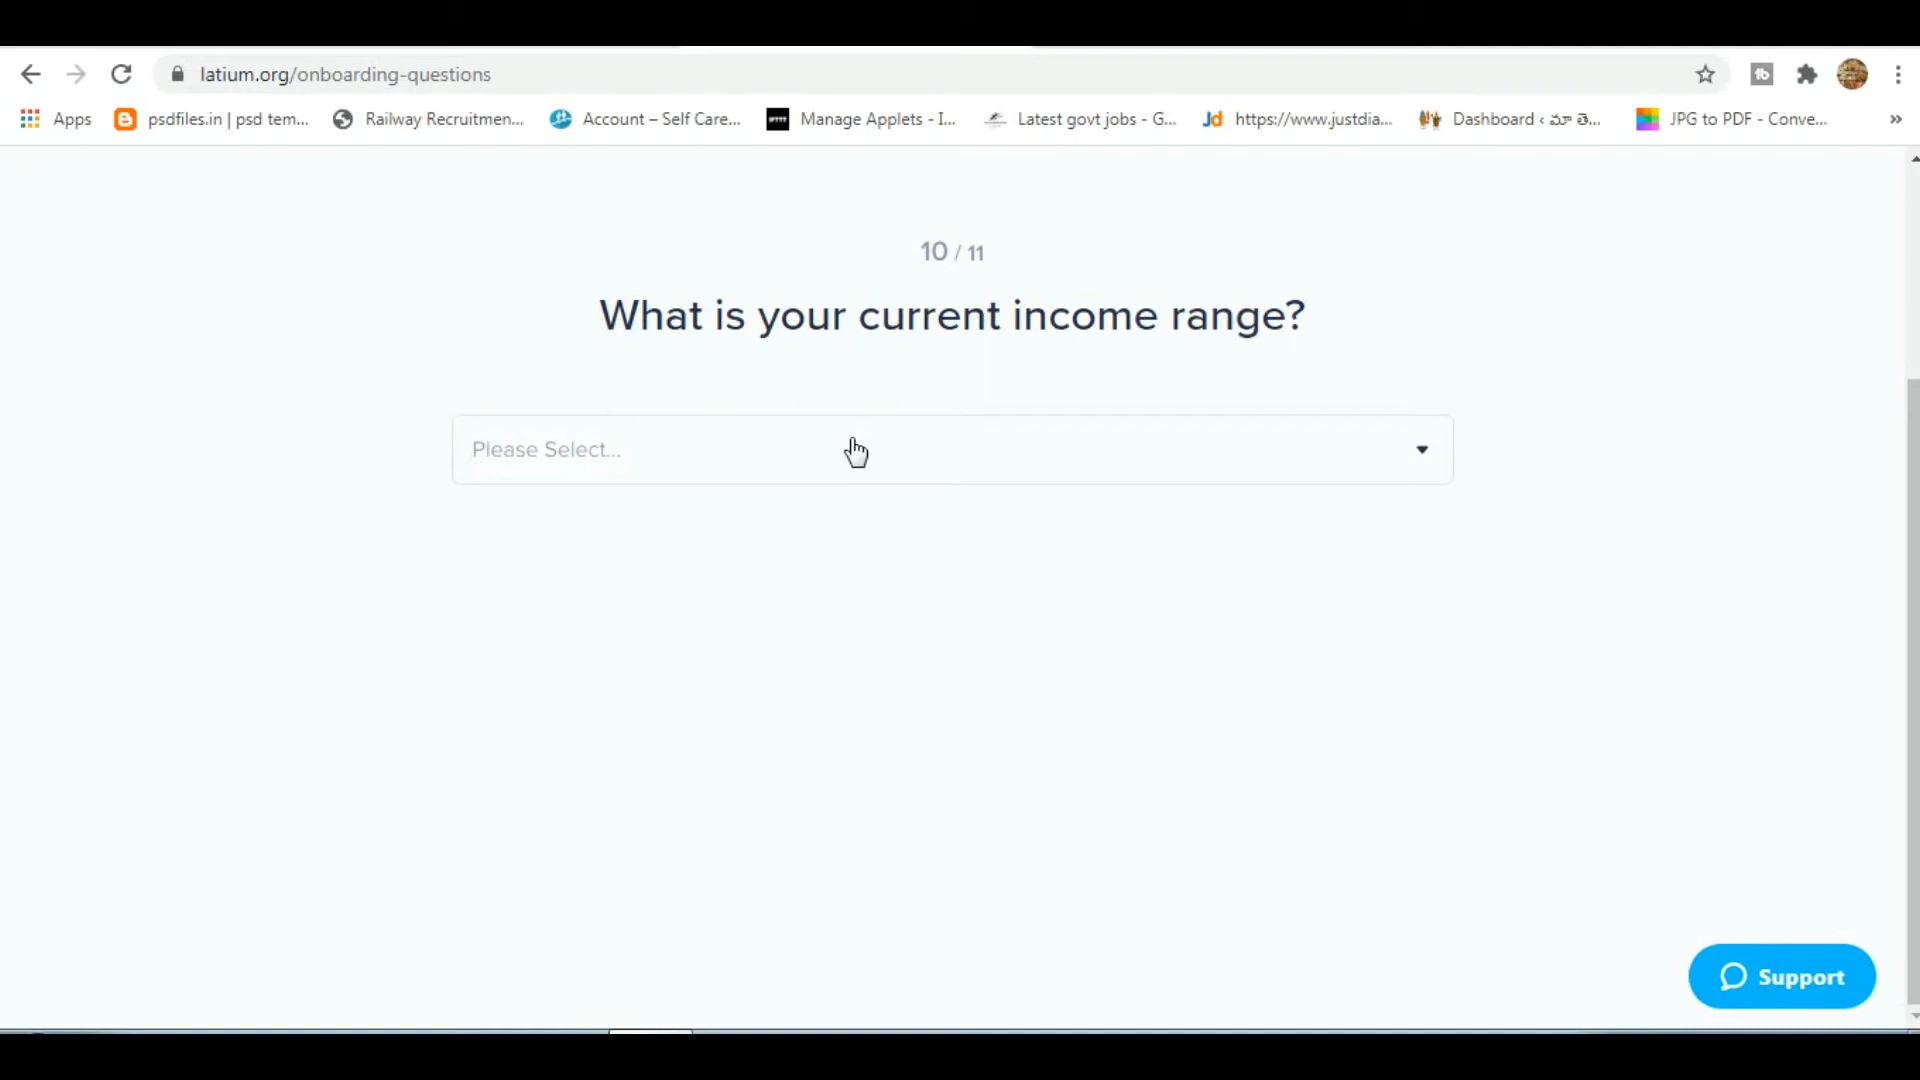 latium.org/onboarding-questions
Apps psdfiles.in | psd tem... Railway Recruitmen... Account – Self Care... IFTTT Manage Applets - I... Latest govt jobs - G... Jd https://www.justdia... Dashboard ‹ మా తె... JPG to PDF - Conve... »
10 / 11
What is your current income range?
Please Select...
Support